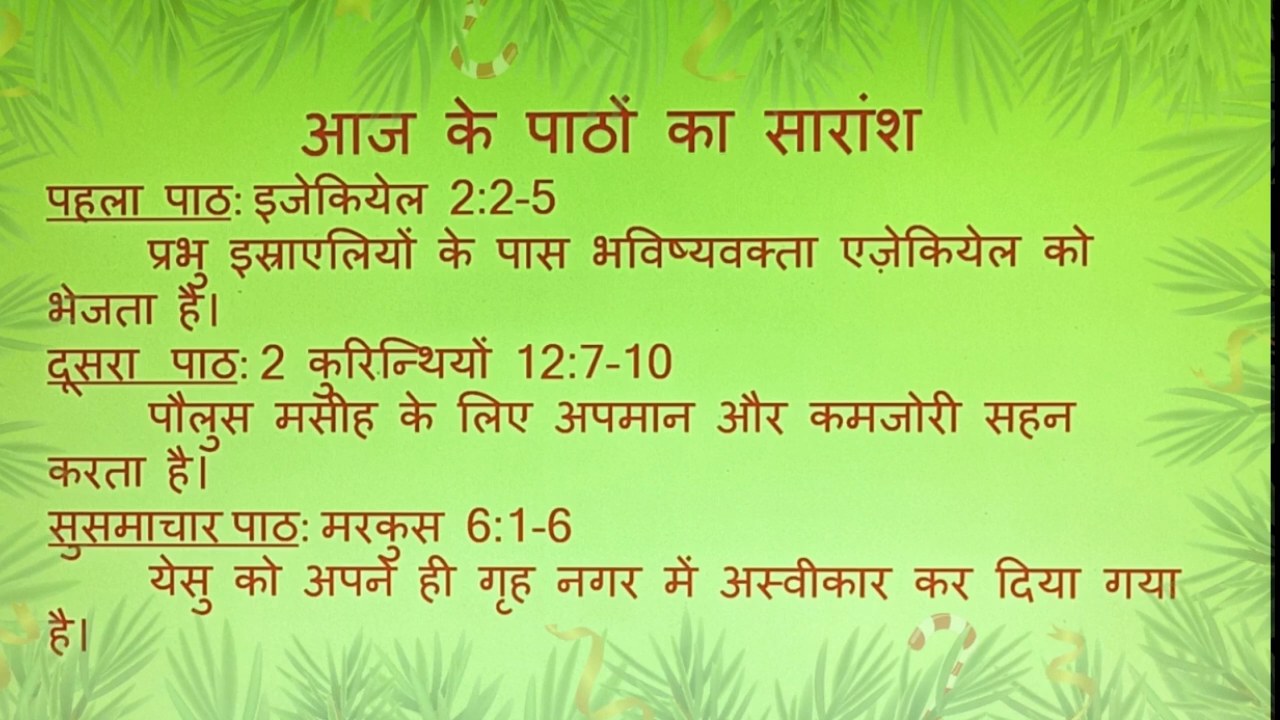 आज के पाठों का सारांश
पहला पाठ: इजेकियेल 2:2-5
प्रभु इस्राएलियों के पास भविष्यवक्ता एज़ेकियेल को
भेजता है।
दूसरा पाठ: 2 कुरिन्थियों 12:7-10
पौलुस मसीह के लिए अपमान और कमजोरी सहन
करता है।
सुसमाचार पाठ: मरकुस 6:1-6
येसु को अपने ही गृह नगर में अस्वीकार कर दिया गया
है।